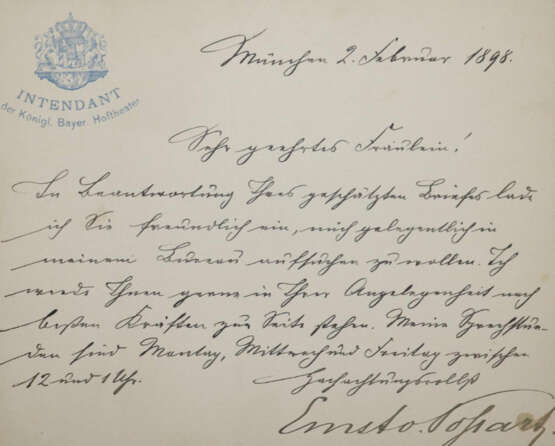 INTENDANT
der Königl. Bayer. Hoftheater
München 2. Februar 1898.
Sehr geehrtes Fräulein!
In Beantwortung Ihres geschätzten Briefes lade
ich Sie freundlich ein, mich gelegentlich in
meinem Bureau aufsuchen zu wollen. Ich
werde Ihnen gerne in Ihrer Angelegenheit nach
besten Kräften zur Seite stehen. Meine Sprechstun-
den sind Montag, Mittwoch und Freitag zwischen
12 und 1 Uhr.
Hochachtungsvollst
Ernst v. Possart.